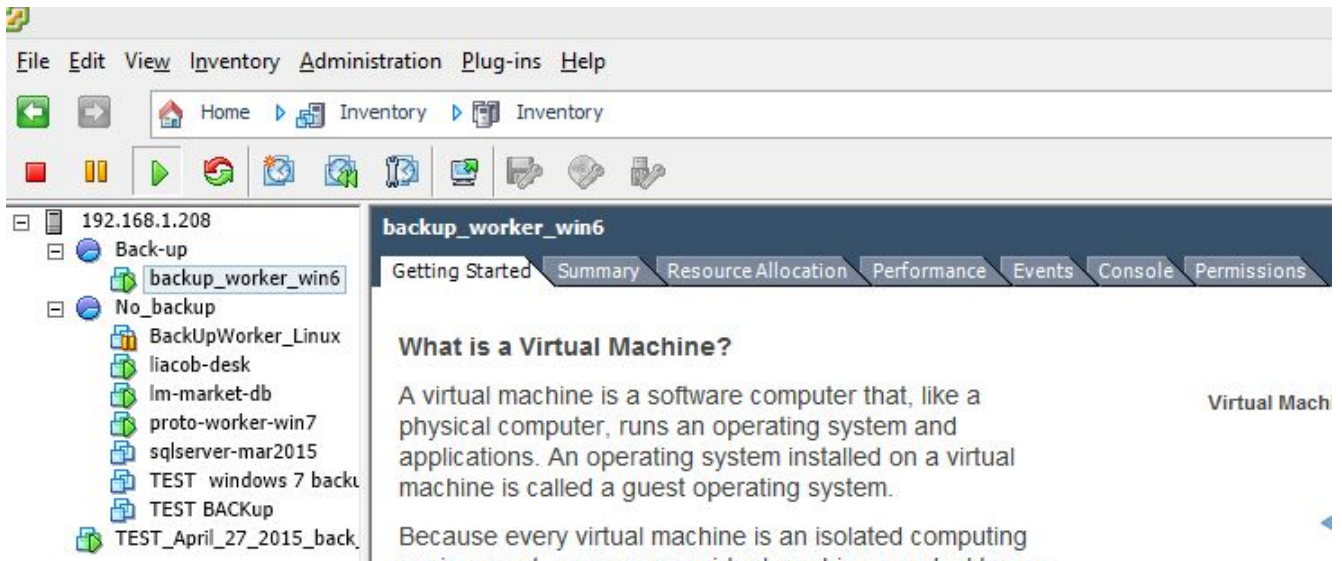 File Edit View Inventory Administration Plug-ins Help
Home Inventory Inventory
192.168.1.208
Back-up
backup_worker_win6
No_backup
BackUpWorker_Linux
liacob-desk
lm-market-db
proto-worker-win7
sqlserver-mar2015
TEST windows 7 backu
TEST BACKup
TEST_April_27_2015_back_
backup_worker_win6
Getting Started Summary Resource Allocation Performance Events Console Permissions
What is a Virtual Machine?
A virtual machine is a software computer that, like a
physical computer, runs an operating system and
applications. An operating system installed on a virtual
machine is called a guest operating system.
Because every virtual machine is an isolated computing
Virtual Machi